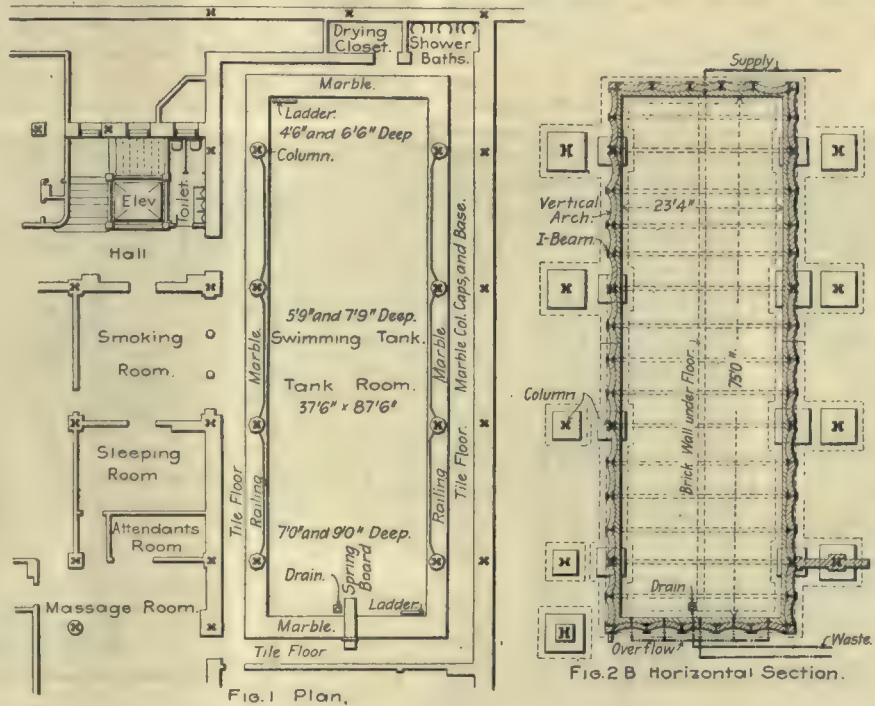 Drying
Closet.
Shower
Baths.
Marble.
Ladder.
4'6" and 6'6" Deep
Column.
Elev
Toilet.
Hall
Smoking
Room.
5'9" and 7'9" Deep.
Swimming Tank.
Tank Room.
37'6" x 87'6"
Marble
Marble
Marble Col. Caps, and Base.
Sleeping
Room
Attendants
Room
Tile Floor
Railing
Railing
Tile Floor.
7'0" and 9'0" Deep.
Spring
Board
Drain.
Ladder.
Massage Room.
Marble.
Tile Floor
Fig. 1 Plan,
Supply
Vertical
Arch.
23'4"
I-Beam.
Brick Wall under Floor.
75'0"
Column
Drain
Overflow
Waste.
Fig. 2 B Horizontal Section.